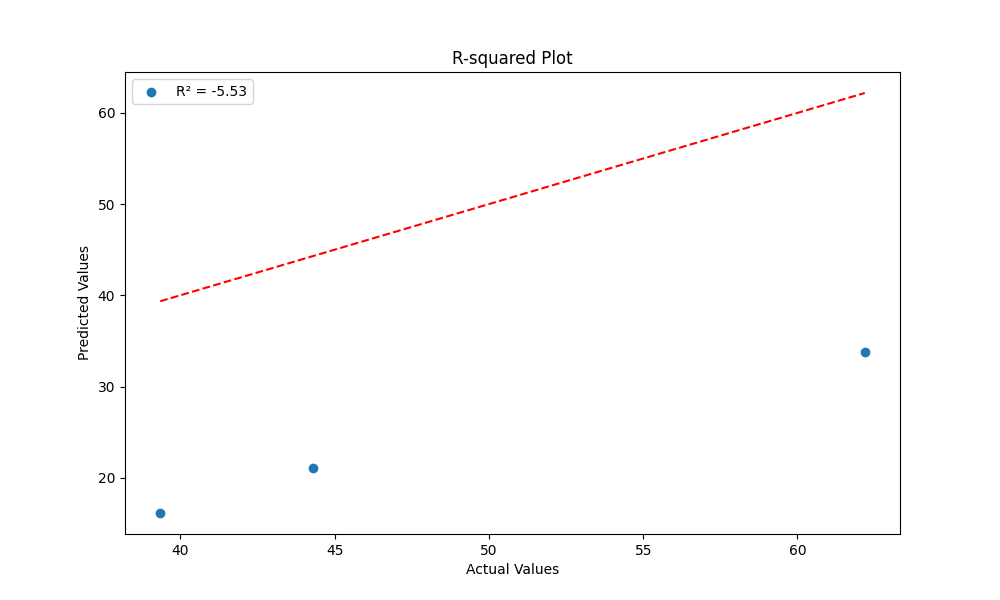 R-squared Plot
R² = -5.53
60
50
40
30
20
Predicted Values
40 45 50 55 60
Actual Values